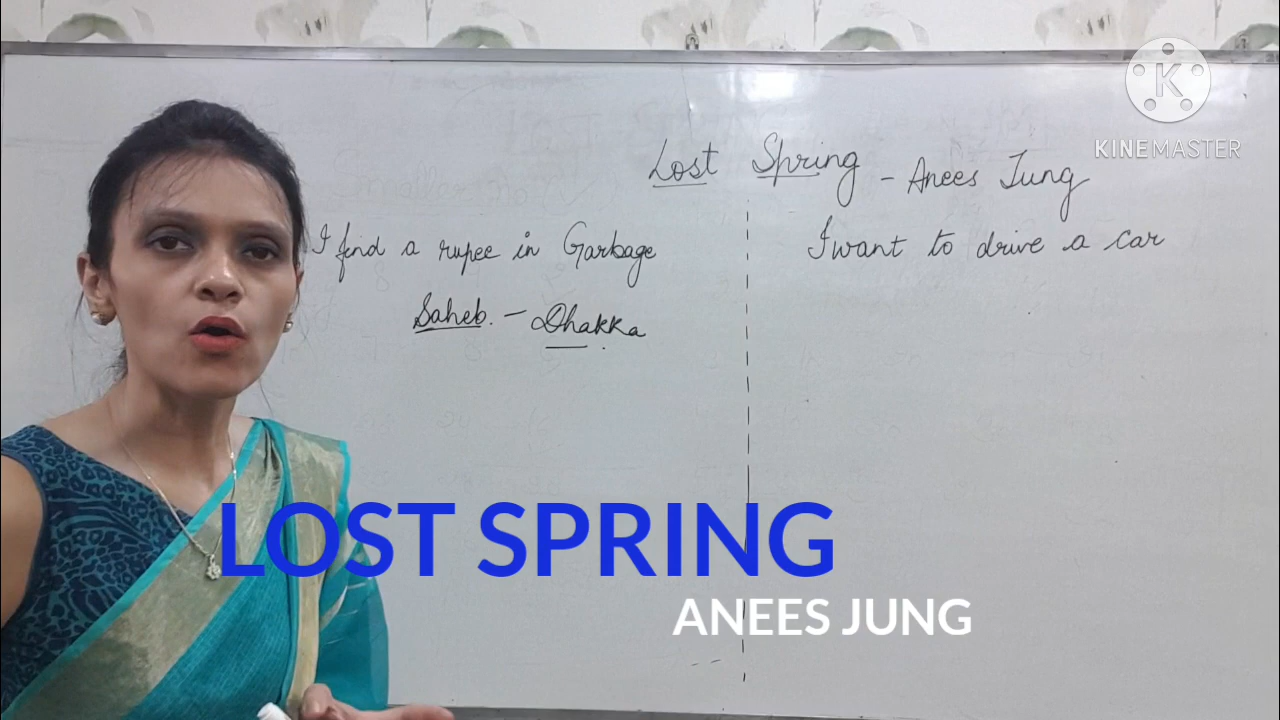 KINEMASTER
Lost Spring - Anees Jung
I find a rupee in Garbage
I want to drive a car
Saheb. - Dhakka
LOST SPRING
ANEES JUNG